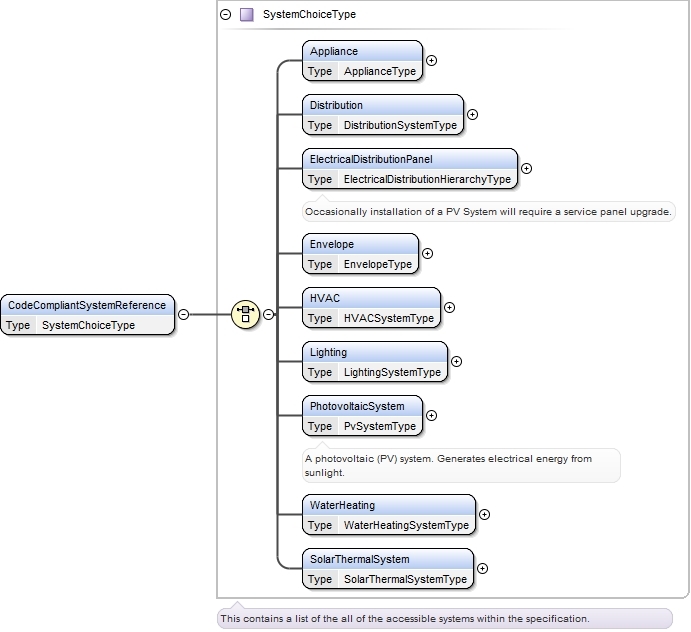 SystemChoiceType
Appliance
Type ApplianceType
Distribution
Type DistributionSystemType
ElectricalDistributionPanel
Type ElectricalDistributionHierarchyType
Occasionally installation of a PV System will require a service panel upgrade.
Envelope
Type EnvelopeType
CodeCompliantSystemReference
Type SystemChoiceType
HVAC
Type HVACSystemType
Lighting
Type LightingSystemType
PhotovoltaicSystem
Type PvSystemType
A photovoltaic (PV) system. Generates electrical energy from
sunlight.
WaterHeating
Type WaterHeatingSystemType
SolarThermalSystem
Type SolarThermalSystemType
This contains a list of the all of the accessible systems within the specification.